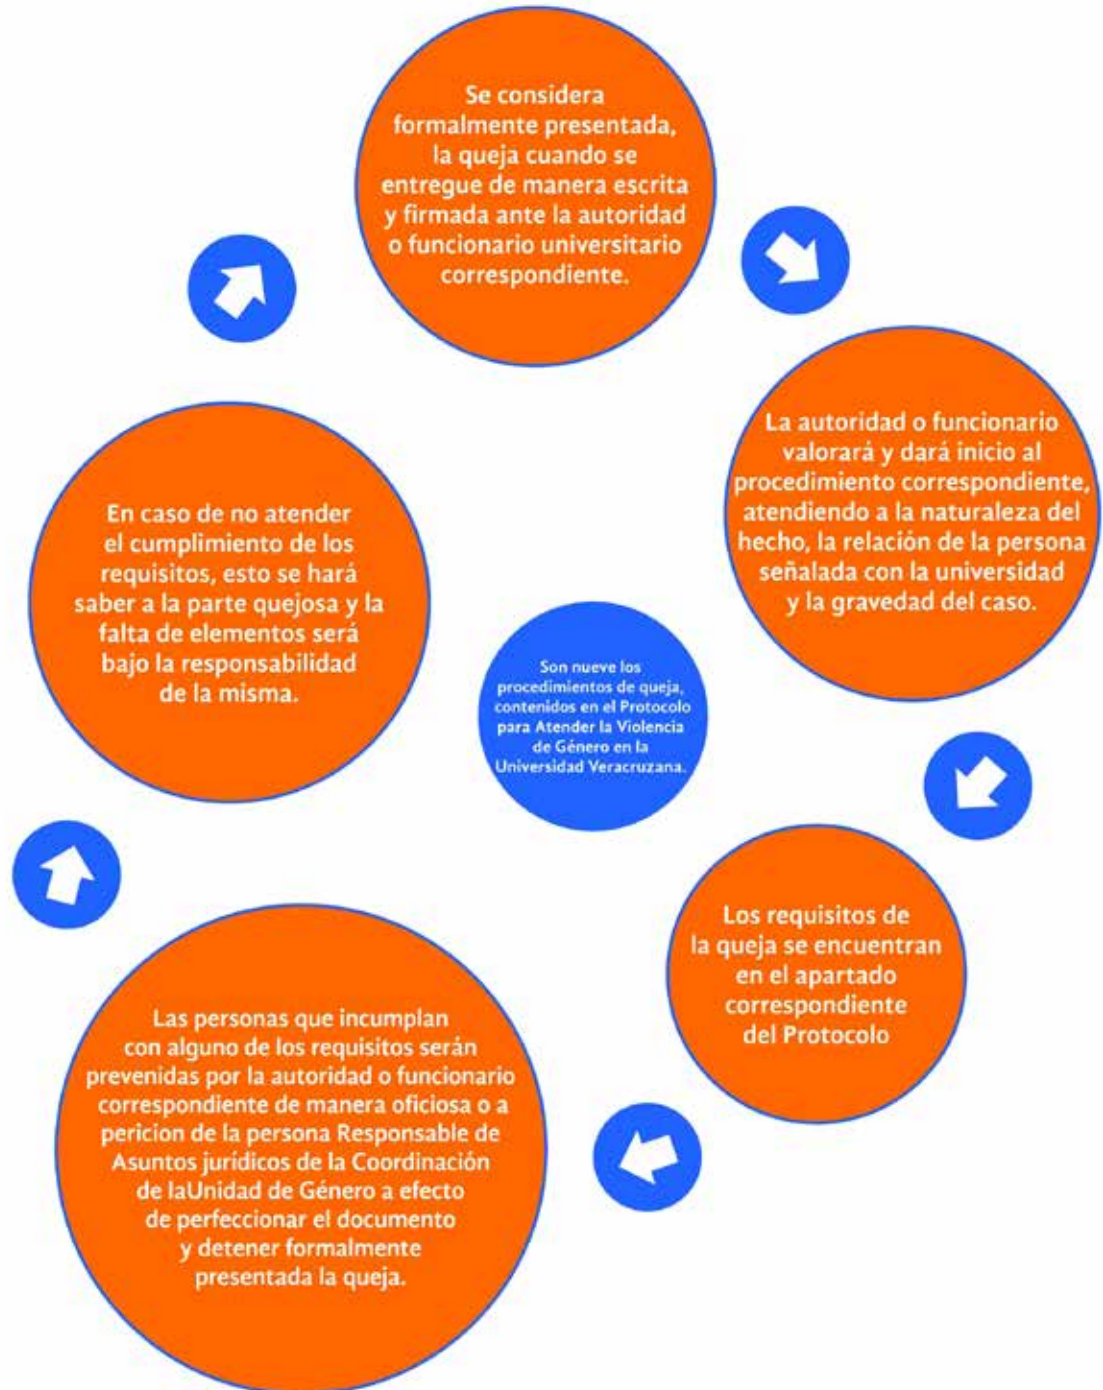 Se considera
formalmente presentada,
la queja cuando se
entregue de manera escrita
y firmada ante la autoridad
o funcionario universitario
correspondiente.
La autoridad o funcionario
valorará y dará inicio al
procedimiento correspondiente,
atendiendo a la naturaleza del
hecho, la relación de la persona
señalada con la universidad
y la gravedad del caso.
Los requisitos de
la queja se encuentran
en el apartado
correspondiente
del Protocolo
Las personas que incumplan
con alguno de los requisitos serán
prevenidas por la autoridad o funcionario
correspondiente de manera oficiosa o a
pericion de la persona Responsable de
Asuntos jurídicos de la Coordinación
de laUnidad de Género a efecto
de perfeccionar el documento
y detener formalmente
presentada la queja.
En caso de no atender
el cumplimiento de los
requisitos, esto se hará
saber a la parte quejosa y la
falta de elementos será
bajo la responsabilidad
de la misma.
Son nueve los
procedimientos de queja,
contenidos en el Protocolo
para Atender la Violencia
de Género en la
Universidad Veracruzana.